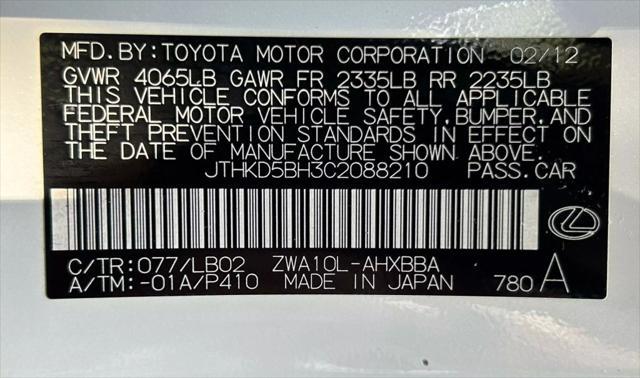 MFD.BY:TOYOTA MOTOR CORPORATION 02/12
GVWR 4065LB GAWR FR 2335LB RR 2235LB
THIS VEHICLE CONFORMS TO ALL APPLICABLE
FEDERAL MOTOR VEHICLE SAFETY,BUMPER,AND
THEFT PREVENTION STANDARDS IN EFFECT ON
THE DATE OF MANUFACTURE SHOWN ABOVE.
JTHKD5BH3C2088210 PASS.CAR
C/TR:077/LB02 ZWA10L-AHXBBA
A/TM:-01A/P410 MADE IN JAPAN 780 A